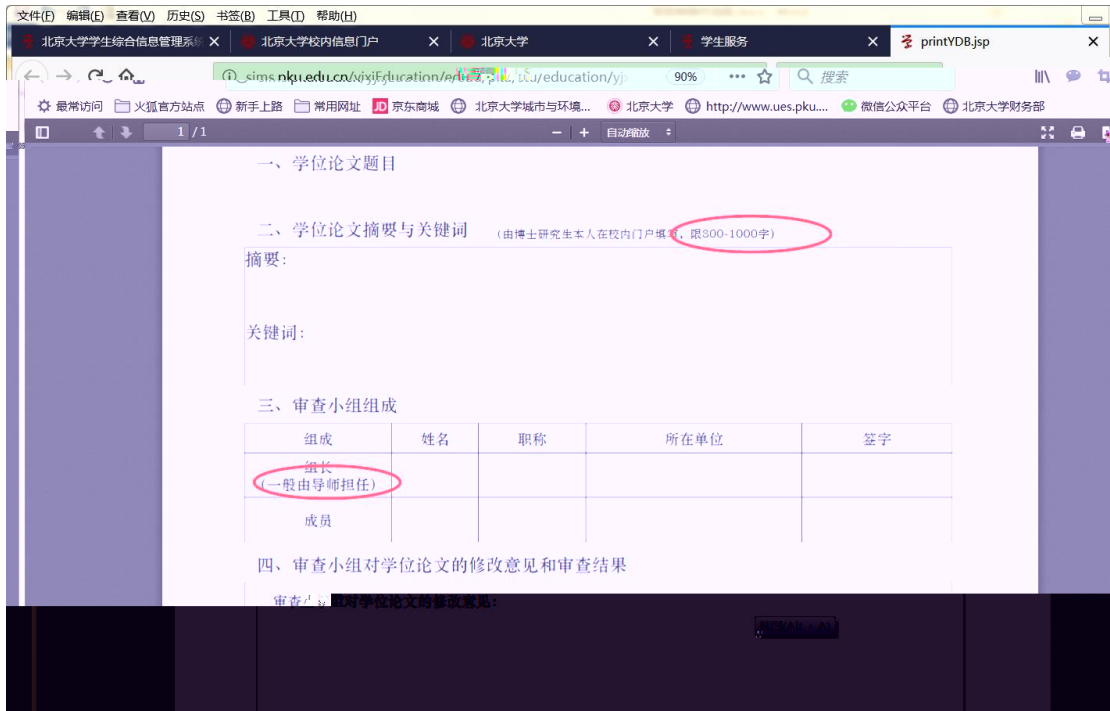 文件(F) 编辑(E) 查看(V) 历史(S) 书签(B) 工具(T) 帮助(H)
北京大学学生综合信息管理系统 北京大学校内信息门户 北京大学 学生服务 printYDB.jsp
90% 搜索
最常访问 火狐官方站点 新手上路 常用网址 JD 京东商城 北京大学城市与环境... 北京大学 http://www.ues.pku.... 微信公众平台 北京大学财务部
1 / 1 自动缩放
一、学位论文题目
二、学位论文摘要与关键词 (由博士研究生本人在校内门户填写，限800-1000字)
摘要:
关键词:
三、审查小组组成
组成 姓名 职称 所在单位 签字
组长
(一般由导师担任)
成员
四、审查小组对学位论文的修改意见和审查结果
审查小组对学位论文的修改意见: